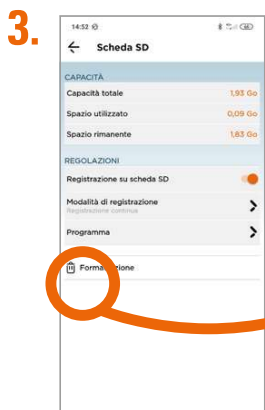 3.
14:52
Scheda SD
CAPACITÀ
Capacità totale 1,93 Go
Spazio utilizzato 0,09 Go
Spazio rimanente 1,83 Go
REGOLAZIONI
Registrazione su scheda SD
Modalità di registrazione
Registrazione continua
Programma